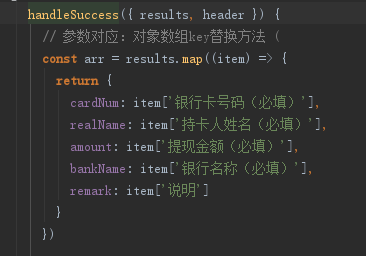 handleSuccess({ results, header }) {
// 参数对应: 对象数组key替换方法 (
const arr = results.map((item) => {
return {
cardNum: item['银行卡号码（必填）'],
realName: item['持卡人姓名（必填）'],
amount: item['提现金额（必填） '],
bankName: item['银行名称（必填）'],
remark: item['说明']
}
})